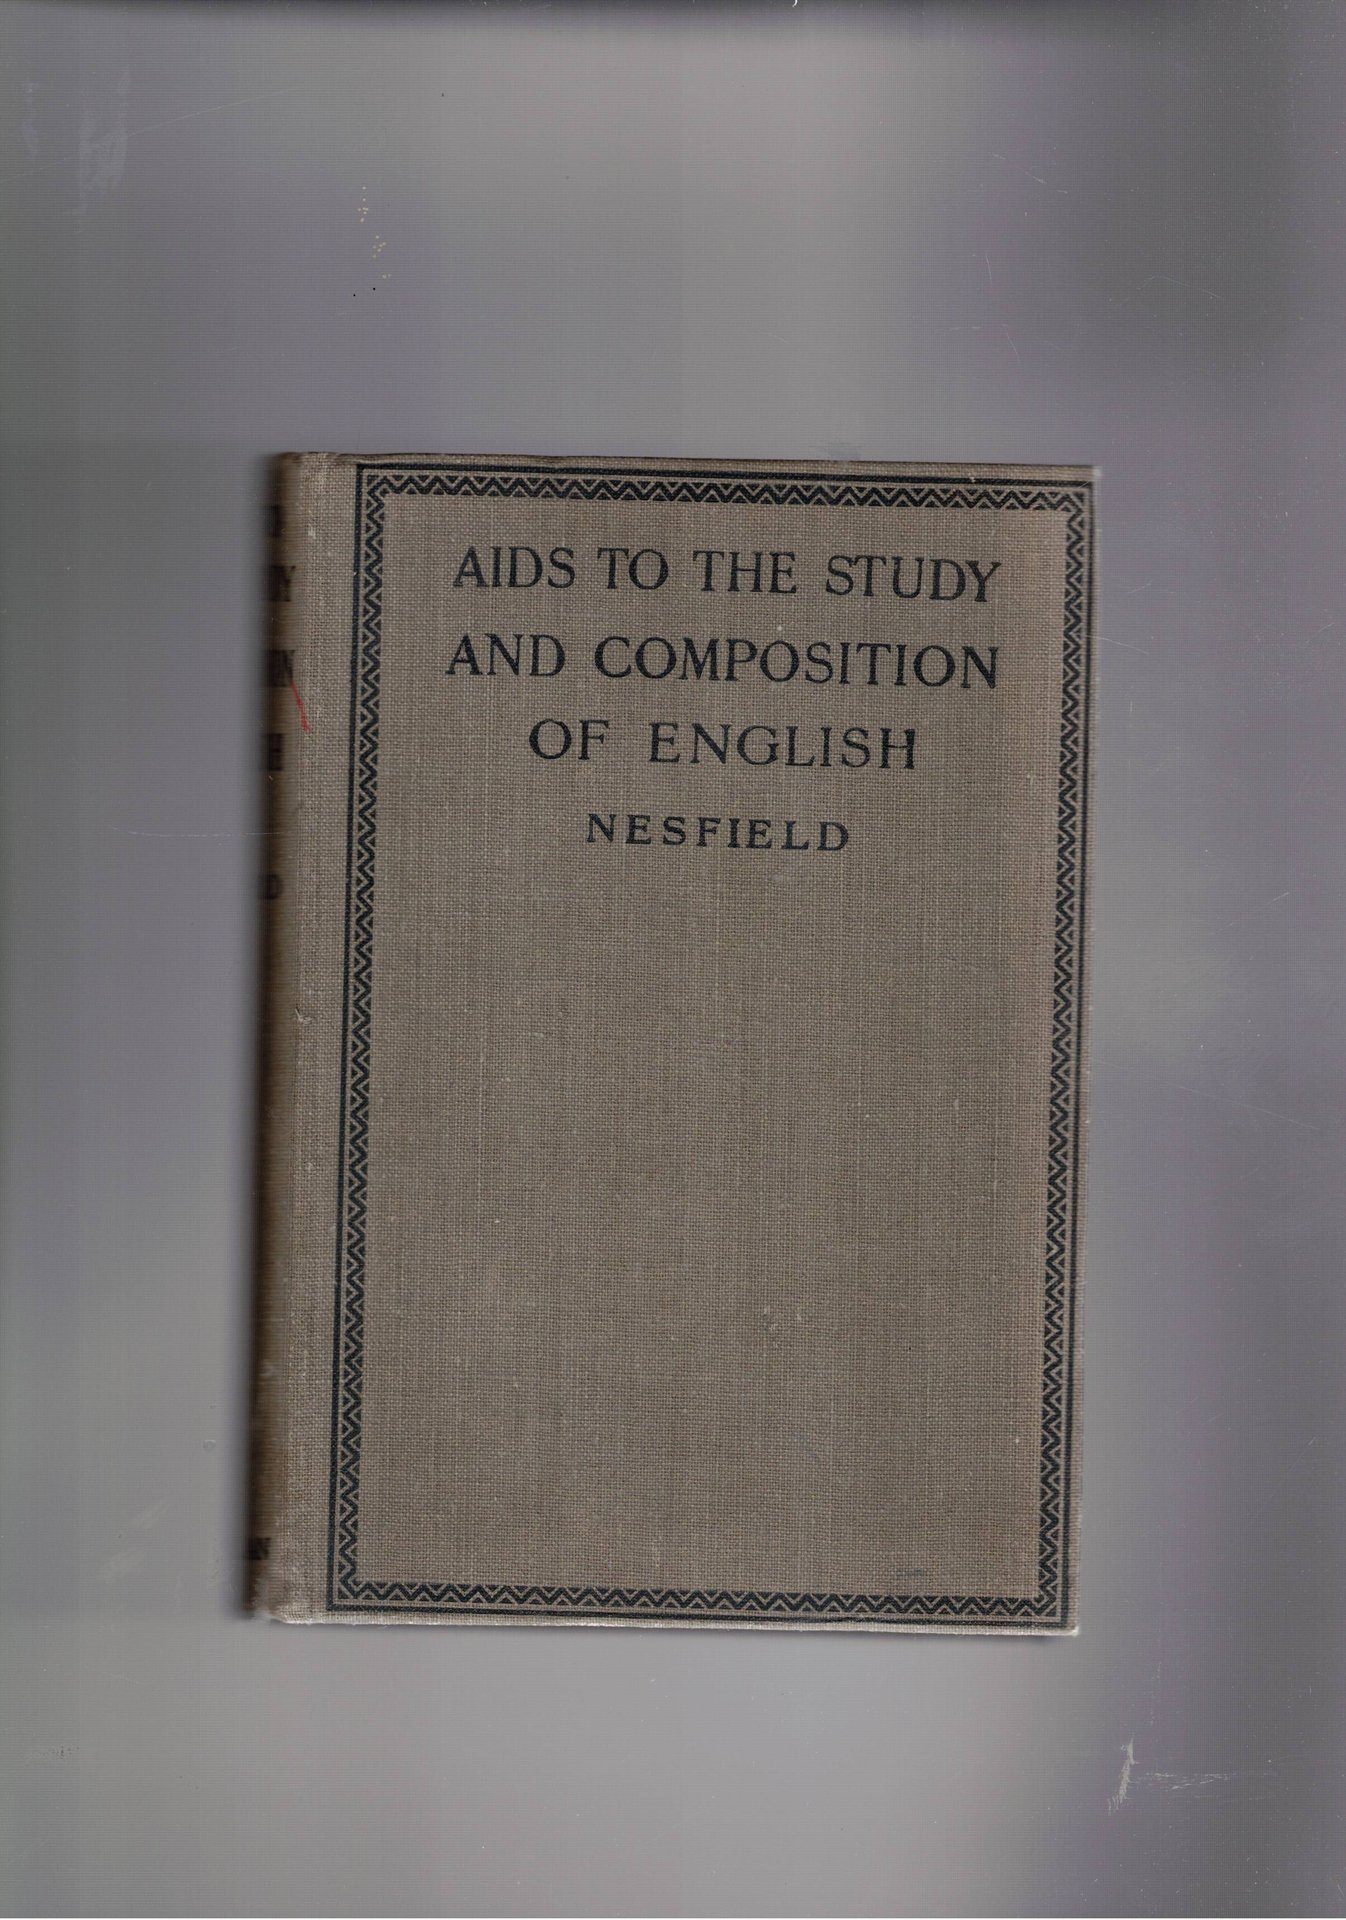 AIDS TO THE STUDY
AND COMPOSITION
OF ENGLISH
NESFIELD